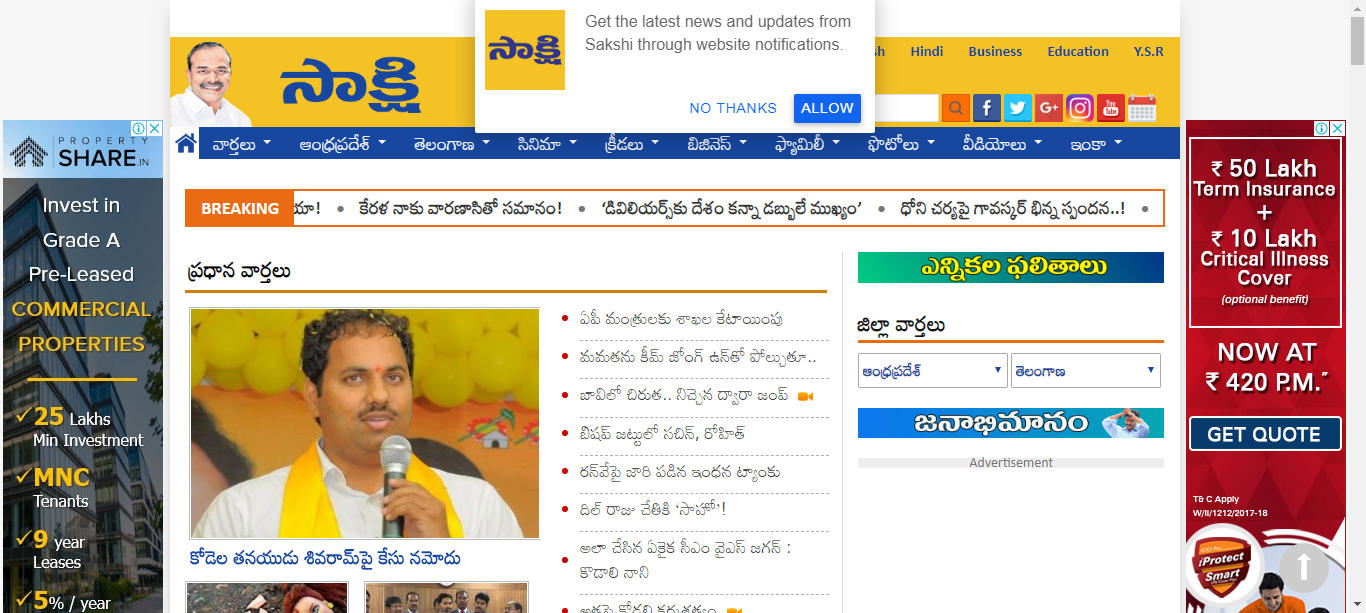 Get the latest news and updates from
Sakshi through website notifications.
సాక్షి
సాక్షి
Hindi
Business
Education
Y.S.R
NO THANKS
ALLOW
వార్తలు
ఆంధ్రప్రదేశ్
తెలంగాణ
సినిమా
క్రీడలు
బిజినెస్
ఫ్యామిలీ
ఫొటోలు
వీడియోలు
ఇంకా
PROPERTY
SHARE.IN
Invest in
Grade A
Pre-Leased
COMMERCIAL
PROPERTIES
25 Lakhs
Min Investment
MNC
Tenants
9 year
Leases
5% / year
BREAKING
యా! • కేరళ నాకు వారణాసితో సమానం! • ‘డివిలియర్స్‌కు దేశం కన్నా డబ్బులే ముఖ్యం’ • ధోని చర్యపై గావస్కర్‌ భిన్న స్పందన..! •
ప్రధాన వార్తలు
కోడెల తనయుడు శివరామ్‌పై కేసు నమోదు
ఏపీ మంత్రులకు శాఖల కేటాయింపు
మమతను కిమ్‌ జోంగ్‌ ఉన్‌తో పోల్చుతూ..
బావిలో చిరుత.. నిచ్చెన ద్వారా జంప్‌
బిషప్‌ జట్టులో సచిన్‌, రోహిత్‌
రన్‌వేపై జారి పడిన ఇంధన ట్యాంకు
దిల్‌ రాజు చేతికి ‘సాహో’!
అలా చేసిన ఏకైక సీఎం వైఎస్‌ జగన్‌ :
కొడాలి నాని
ఎన్నికల ఫలితాలు
జిల్లా వార్తలు
ఆంధ్రప్రదేశ్
తెలంగాణ
జనాభిమానం
Advertisement
₹ 50 Lakh
Term Insurance
+
₹ 10 Lakh
Critical Illness
Cover
(optional benefit)
NOW AT
₹ 420 P.M.*
GET QUOTE
T& C Apply
W/II/1212/2017-18
iProtect
Smart